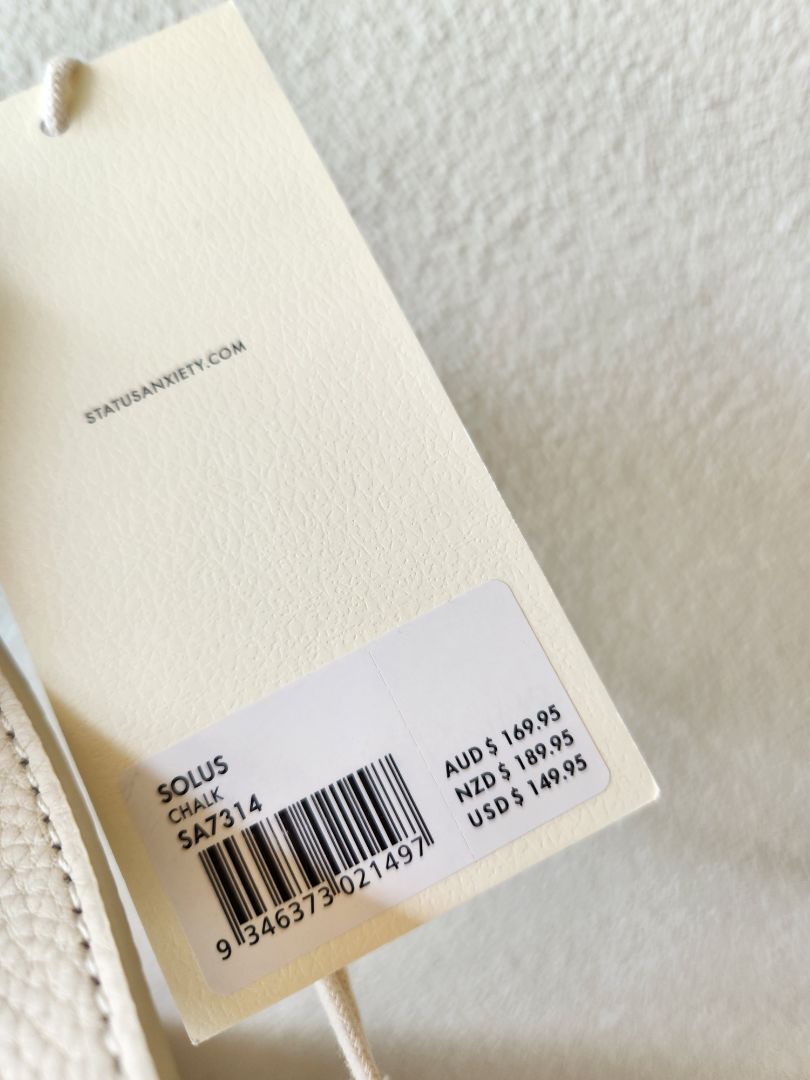 STATUSANXIETY.COM
SOLUS
CHALK
SA7314
9 346373 021497
AUD $ 169.95
NZD $ 189.95
USD $ 149.95